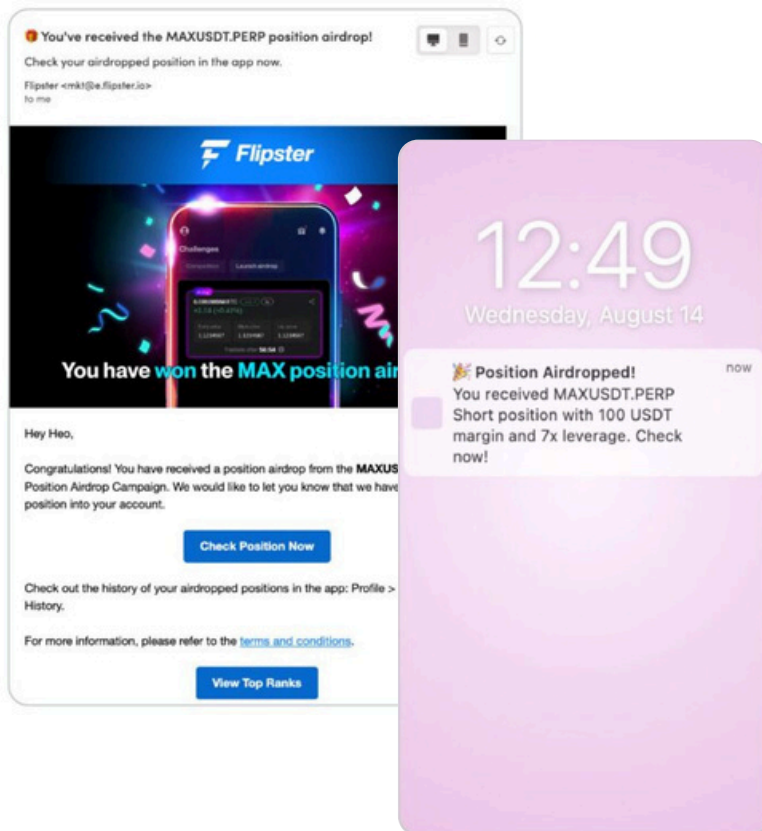 🎁 You've received the MAXUSDT.PERP position airdrop!
Check your airdropped position in the app now.
Flipster <mkt@e.flipster.io>
to me
Flipster
Challenges
Competition Launch airdrop
You have won the MAX position air
Hey Heo,
Congratulations! You have received a position airdrop from the MAXUS
Position Airdrop Campaign. We would like to let you know that we have
position into your account.
Check Position Now
Check out the history of your airdropped positions in the app: Profile >
History.
For more information, please refer to the terms and conditions.
View Top Ranks
12:49
Wednesday, August 14
🎉 Position Airdropped! now
You received MAXUSDT.PERP
Short position with 100 USDT
margin and 7x leverage. Check
now!